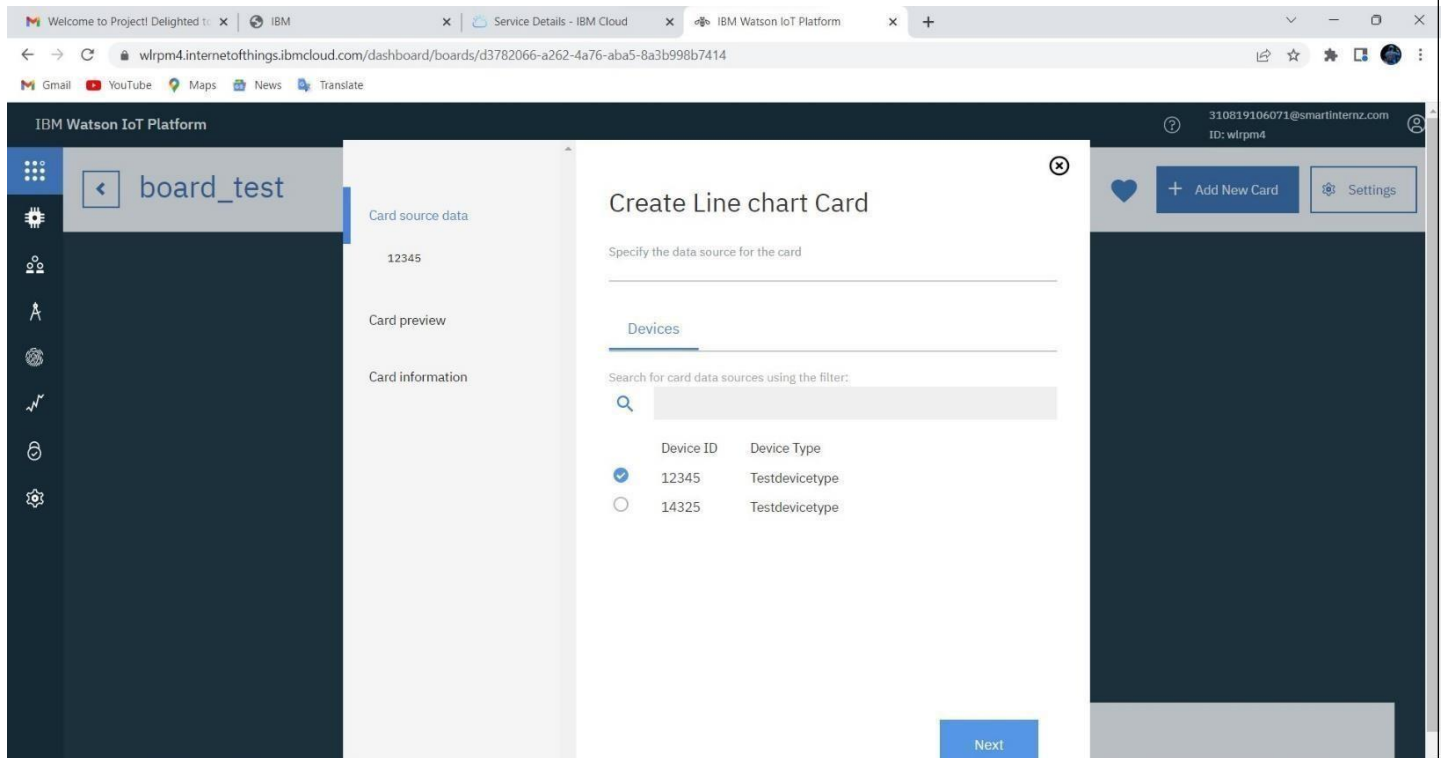 Welcome to Project! Delighted to
IBM
Service Details - IBM Cloud
IBM Watson IoT Platform
wlrpm4.internetofthings.ibmcloud.com/dashboard/boards/d3782066-a262-4a76-aba5-8a3b998b7414
Gmail YouTube Maps News Translate
IBM Watson IoT Platform
310819106071@smartinternz.com
ID: wlrpm4
board_test
Add New Card
Settings
Card source data
12345
Card preview
Card information
Create Line chart Card
Specify the data source for the card
Devices
Search for card data sources using the filter:
Device ID Device Type
12345 Testdevicetype
14325 Testdevicetype
Next